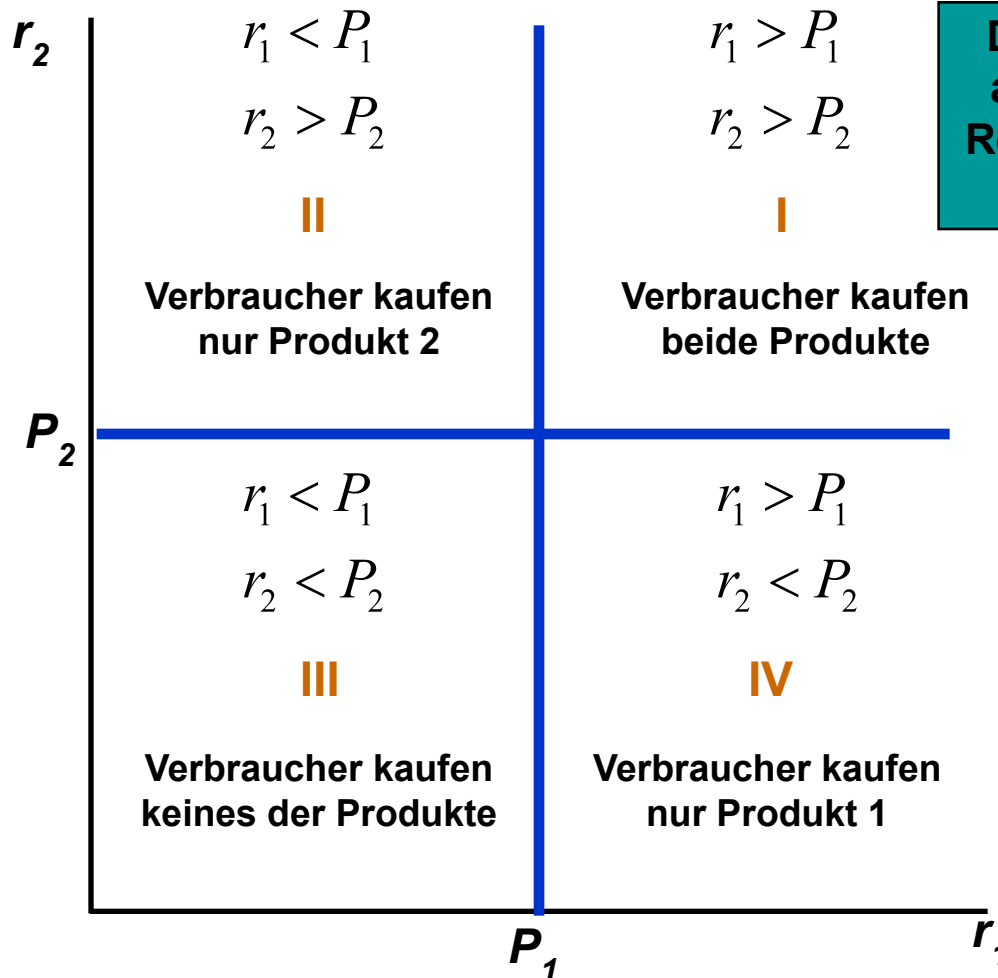 r₂
r₁ < P₁
r₂ > P₂
II
Verbraucher kaufen
nur Produkt 2
r₁ > P₁
r₂ > P₂
I
Verbraucher kaufen
beide Produkte
P₂
r₁ < P₁
r₂ < P₂
III
Verbraucher kaufen
keines der Produkte
r₁ > P₁
r₂ < P₂
IV
Verbraucher kaufen
nur Produkt 1
P₁
r₁